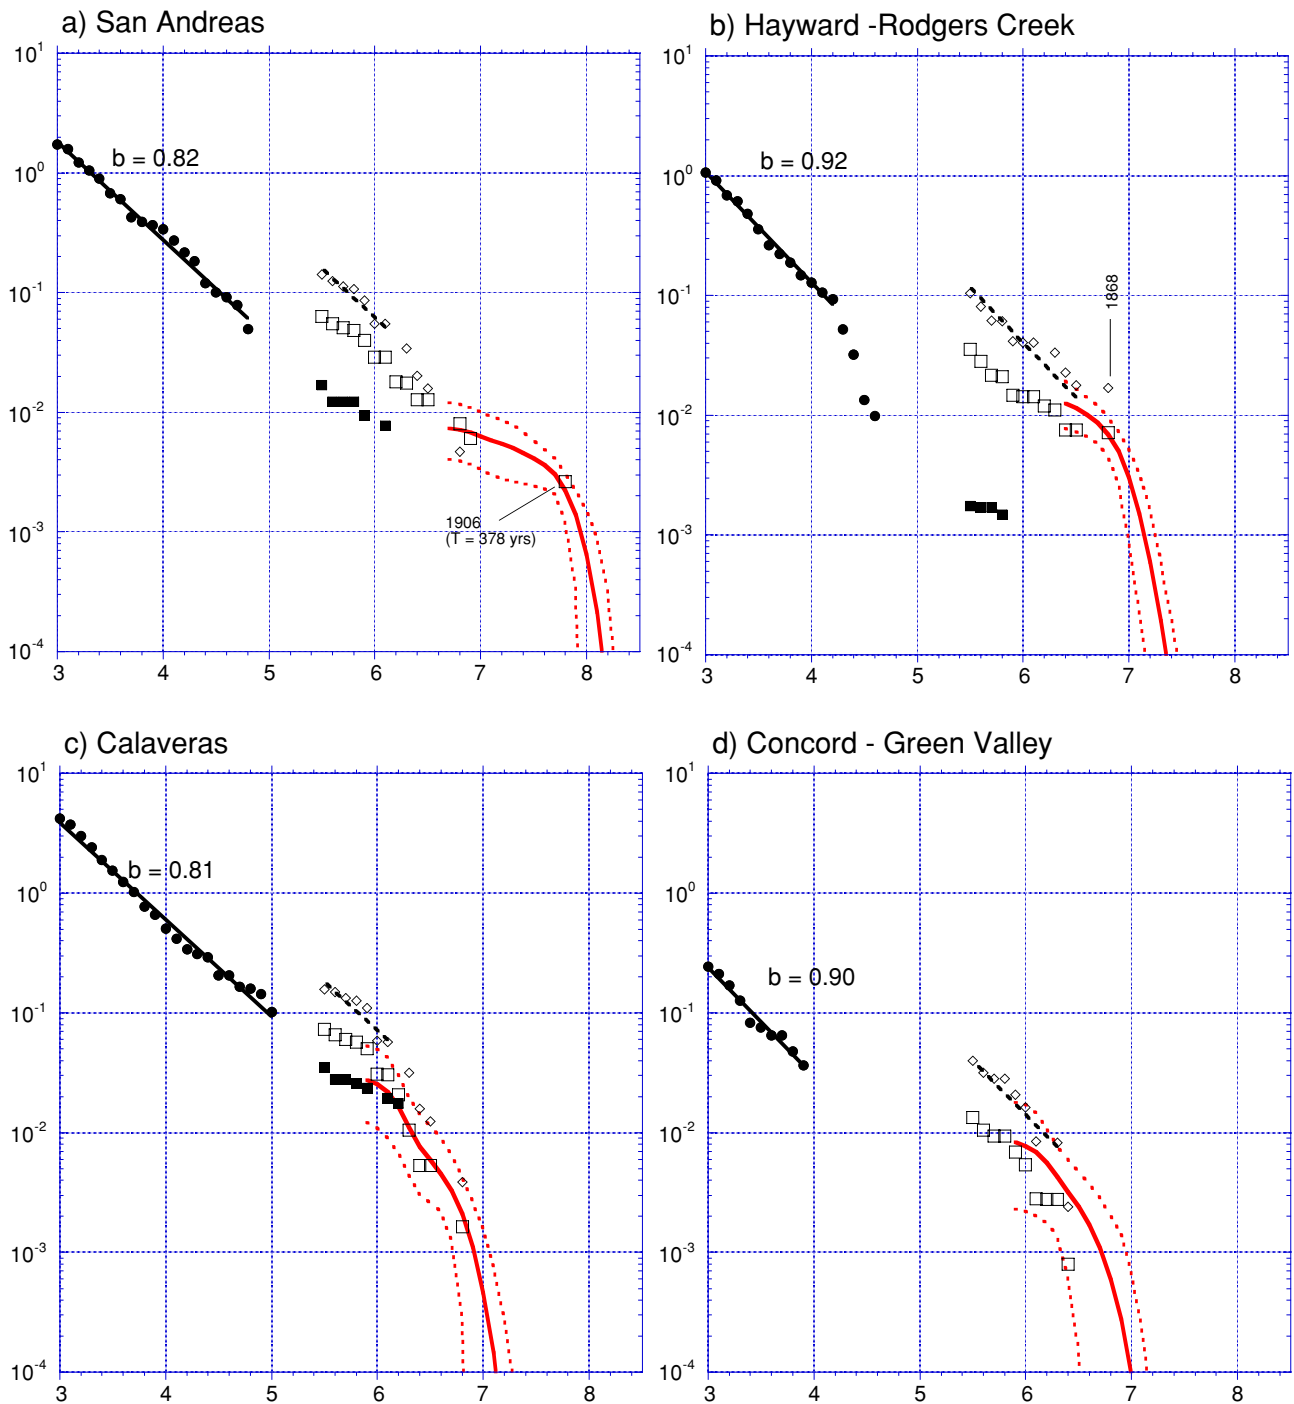 a) San Andreas
10^1
10^0
10^-1
10^-2
10^-3
10^-4
b = 0.82
1906
(T = 378 yrs)
3 4 5 6 7 8
b) Hayward -Rodgers Creek
10^1
10^0
10^-1
10^-2
10^-3
10^-4
b = 0.92
1868
3 4 5 6 7 8
c) Calaveras
10^1
10^0
10^-1
10^-2
10^-3
10^-4
b = 0.81
3 4 5 6 7 8
d) Concord - Green Valley
10^1
10^0
10^-1
10^-2
10^-3
10^-4
b = 0.90
3 4 5 6 7 8